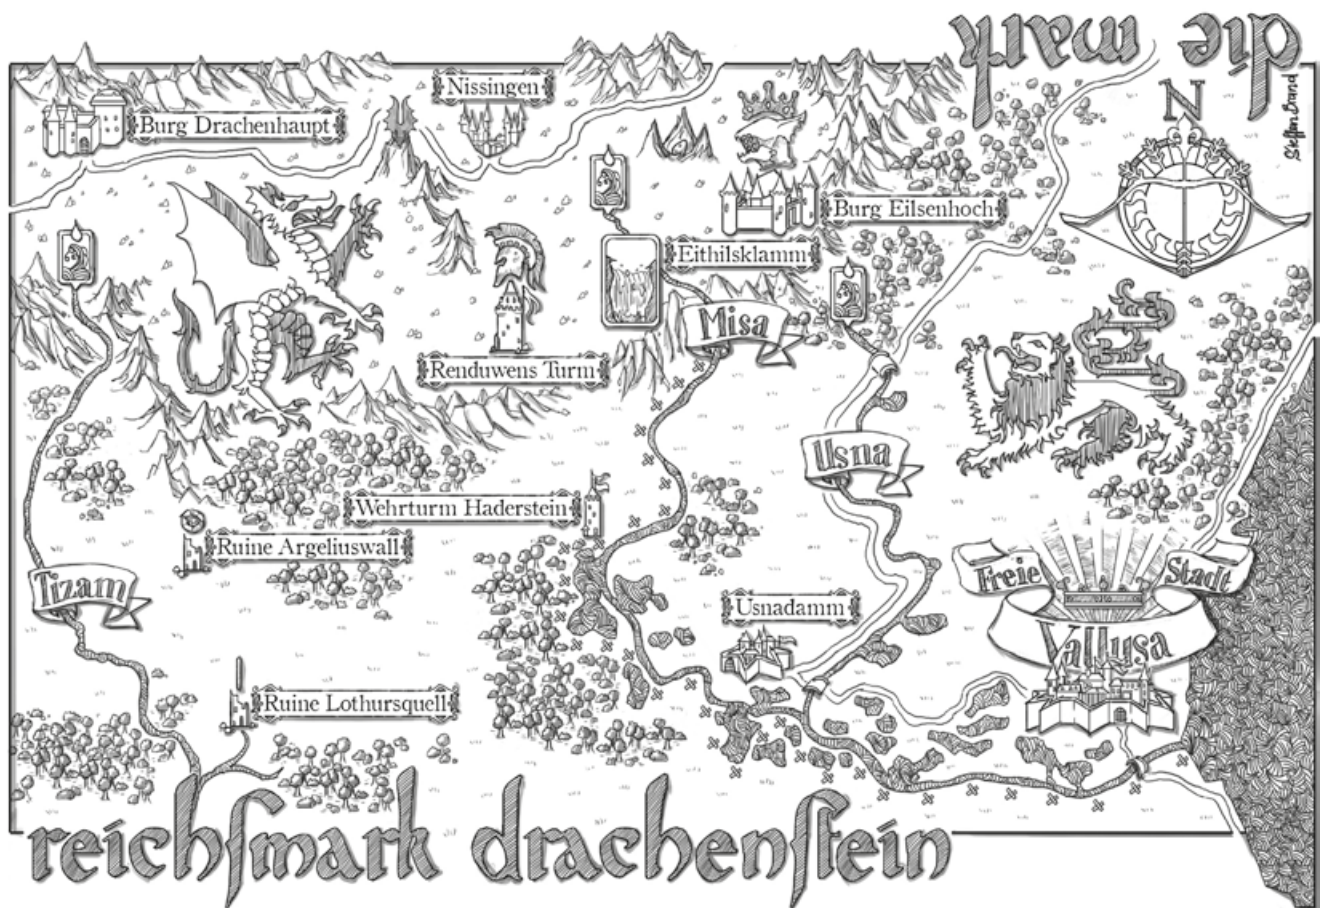 die mark
Nissingen
N
Steffen Brand
Burg Drachenhaupt
Burg Eilsenhoch
Eithilsklamm
Misa
Renduwens Turm
Usna
Wehrturm Haderstein
Ruine Argeliuswall
Freie Stadt
Tizam
Usnadamm
Vallusa
Ruine Lothursquell
reichsmark drachenstein